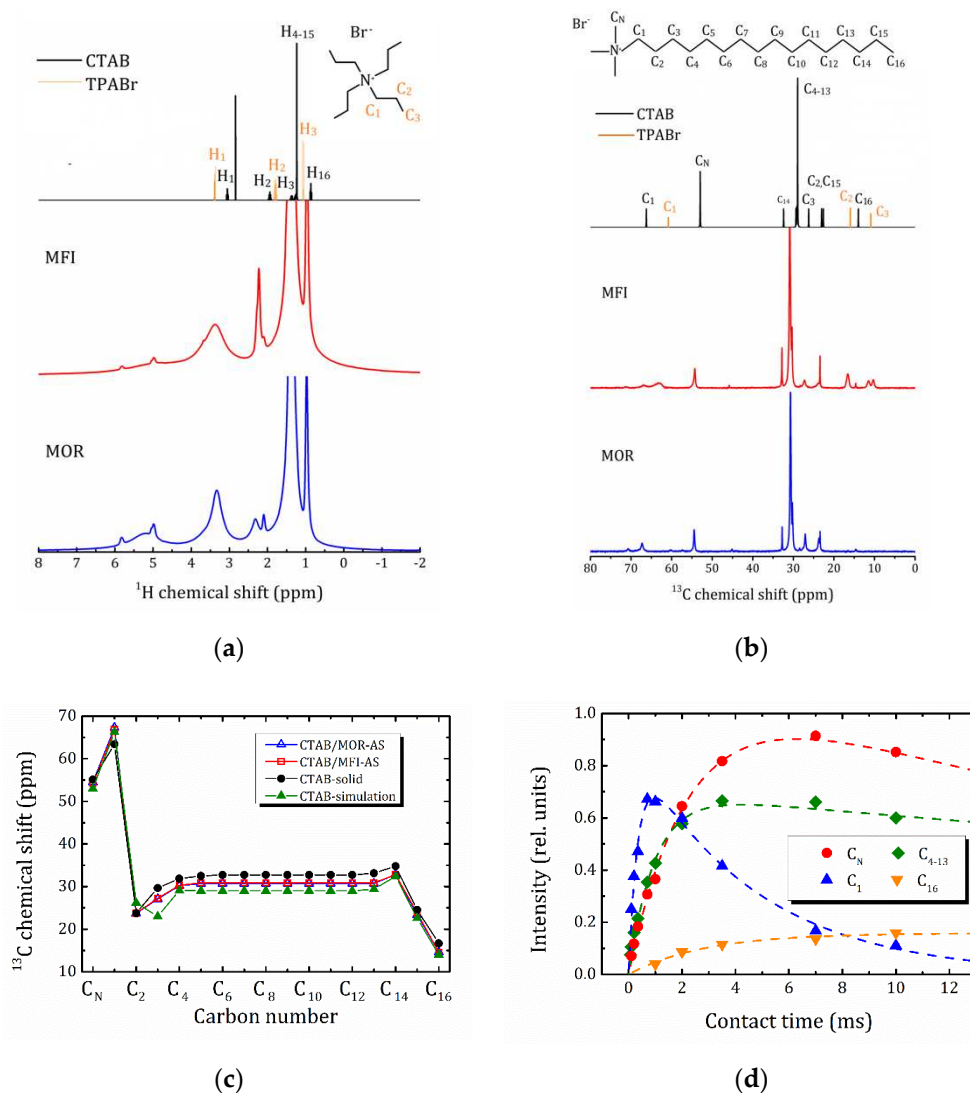 H₄₋₁₅
Br⁻
CTAB
TPABr
N⁺
C₂
C₁
C₃
H₃
H₁
H₁
H₂
H₂
H₃
H₁₆
MFI
MOR
8 7 6 5 4 3 2 1 0 -1 -2
¹H chemical shift (ppm)
(a)
Br⁻
C_N
N⁺
C₁ C₃ C₅ C₇ C₉ C₁₁ C₁₃ C₁₅
C₂ C₄ C₆ C₈ C₁₀ C₁₂ C₁₄ C₁₆
C₄₋₁₃
CTAB
TPABr
C_N
C₁
C₁
C₁₄
C₃
C₂,C₁₅
C₂
C₁₆
C₃
MFI
MOR
80 70 60 50 40 30 20 10 0
¹³C chemical shift (ppm)
(b)
70
60
50
40
30
20
10
¹³C chemical shift (ppm)
CTAB/MOR-AS
CTAB/MFI-AS
CTAB-solid
CTAB-simulation
C_N C₂ C₄ C₆ C₈ C₁₀ C₁₂ C₁₄ C₁₆
Carbon number
(c)
1.0
0.8
0.6
0.4
0.2
0.0
Intensity (rel. units)
C_N C₄₋₁₃
C₁ C₁₆
0 2 4 6 8 10 12
Contact time (ms)
(d)